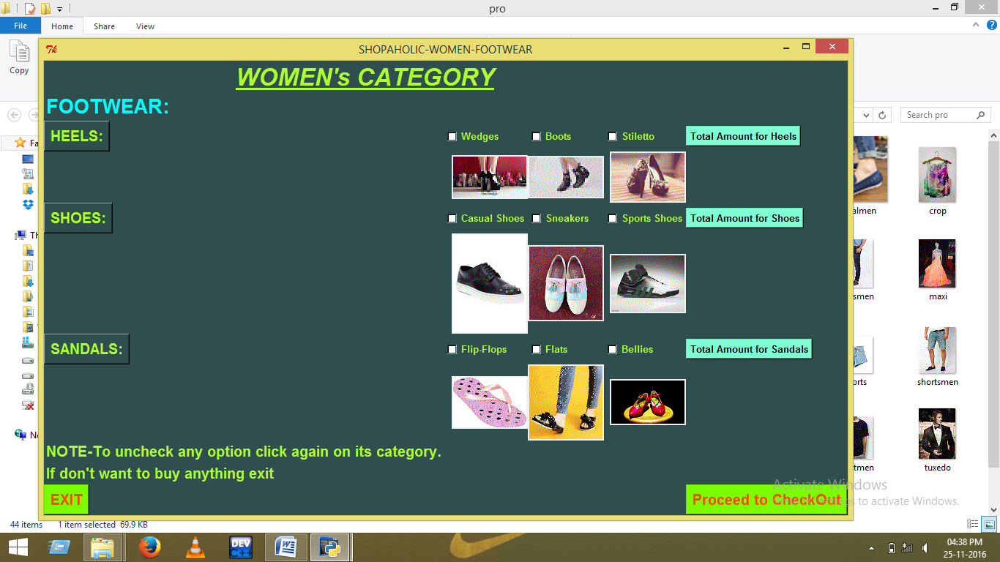 pro
File Home Share View
Copy
SHOPAHOLIC-WOMEN-FOOTWEAR
WOMEN's CATEGORY
FOOTWEAR:
Search pro
Fa
HEELS:
Wedges Boots Stiletto Total Amount for Heels
almen crop
SHOES:
Casual Shoes Sneakers Sports Shoes Total Amount for Shoes
Th
smen maxi
SANDALS:
Flip-Flops Flats Bellies Total Amount for Sandals
orts shortsmen
Ne
NOTE-To uncheck any option click again on its category.
If don't want to buy anything exit
tmen tuxedo
Activate Windows
EXIT
Proceed to CheckOut
s to activate Windows.
44 items 1 item selected 69.9 KB
DEV
C++
04:38 PM
25-11-2016